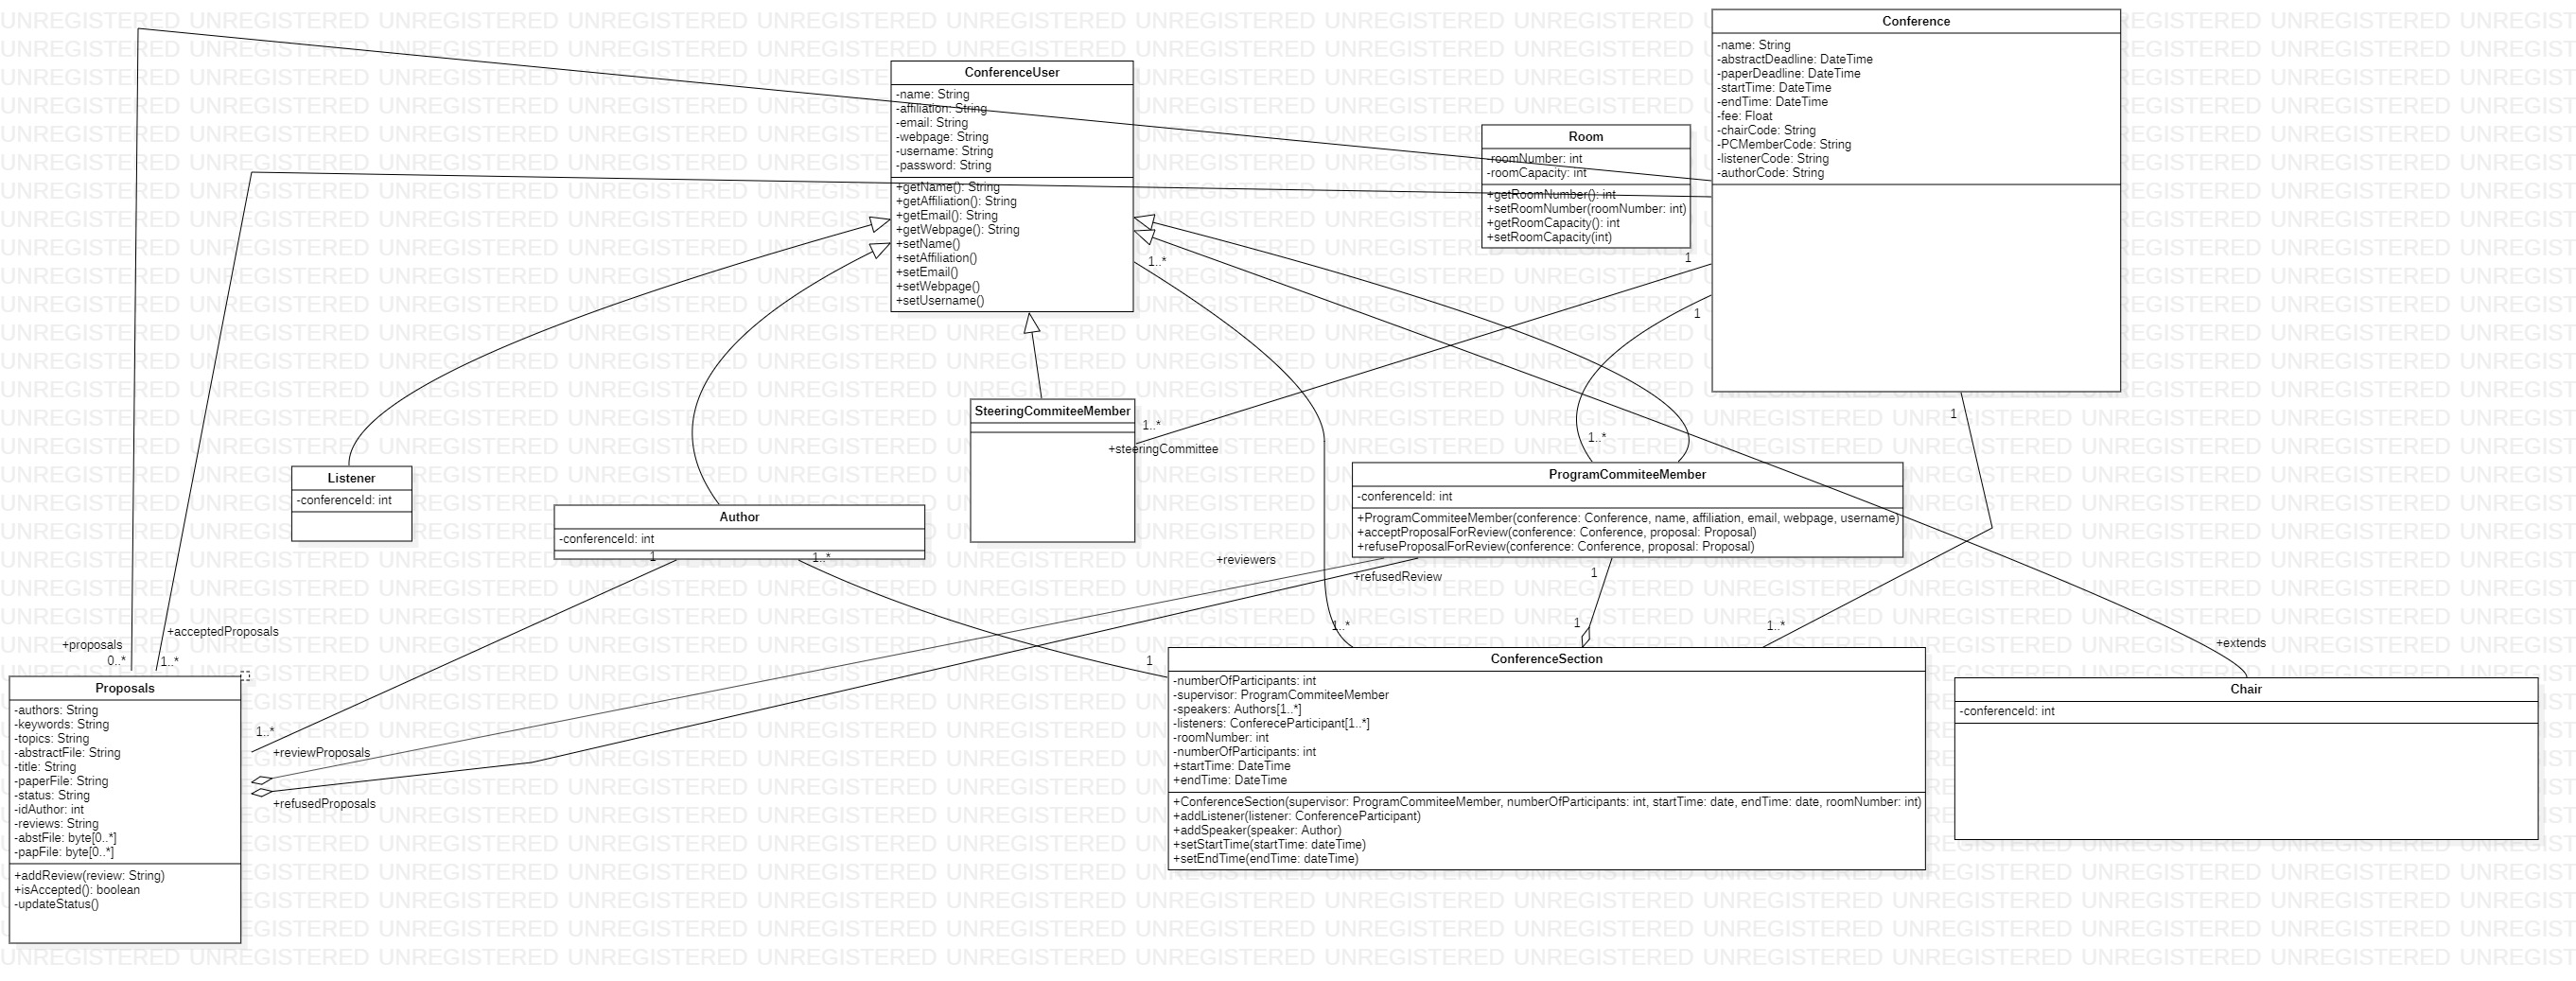 Conference
-name: String
-abstractDeadline: DateTime
-paperDeadline: DateTime
-startTime: DateTime
-endTime: DateTime
-fee: Float
-chairCode: String
-PCMemberCode: String
-listenerCode: String
-authorCode: String
ConferenceUser
-name: String
-affiliation: String
-email: String
-webpage: String
-username: String
-password: String
+getName(): String
+getAffiliation(): String
+getEmail(): String
+getWebpage(): String
+setName()
+setAffiliation()
+setEmail()
+setWebpage()
+setUsername()
Room
-roomNumber: int
-roomCapacity: int
+getRoomNumber(): int
+setRoomNumber(roomNumber: int)
+getRoomCapacity(): int
+setRoomCapacity(int)
1..*
1
1
1
SteeringCommiteeMember
1..*
+steeringCommittee
1..*
Listener
-conferenceId: int
Author
-conferenceId: int
1
1..*
ProgramCommiteeMember
-conferenceId: int
+ProgramCommiteeMember(conference: Conference, name, affiliation, email, webpage, username)
+acceptProposalForReview(conference: Conference, proposal: Proposal)
+refuseProposalForReview(conference: Conference, proposal: Proposal)
+reviewers
+refusedReview
1
1
1..*
1..*
1
+extends
+acceptedProposals
+proposals
0..*
1..*
Proposals
-authors: String
-keywords: String
-topics: String
-abstractFile: String
-title: String
-paperFile: String
-status: String
-idAuthor: int
-reviews: String
-abstFile: byte[0..*]
-papFile: byte[0..*]
+addReview(review: String)
+isAccepted(): boolean
-updateStatus()
1..*
+reviewProposals
+refusedProposals
ConferenceSection
-numberOfParticipants: int
-supervisor: ProgramCommiteeMember
-speakers: Authors[1..*]
-listeners: ConfereceParticipant[1..*]
-roomNumber: int
-numberOfParticipants: int
+startTime: DateTime
+endTime: DateTime
+ConferenceSection(supervisor: ProgramCommiteeMember, numberOfParticipants: int, startTime: date, endTime: date, roomNumber: int)
+addListener(listener: ConferenceParticipant)
+addSpeaker(speaker: Author)
+setStartTime(startTime: dateTime)
+setEndTime(endTime: dateTime)
Chair
-conferenceId: int
UNREGISTERED